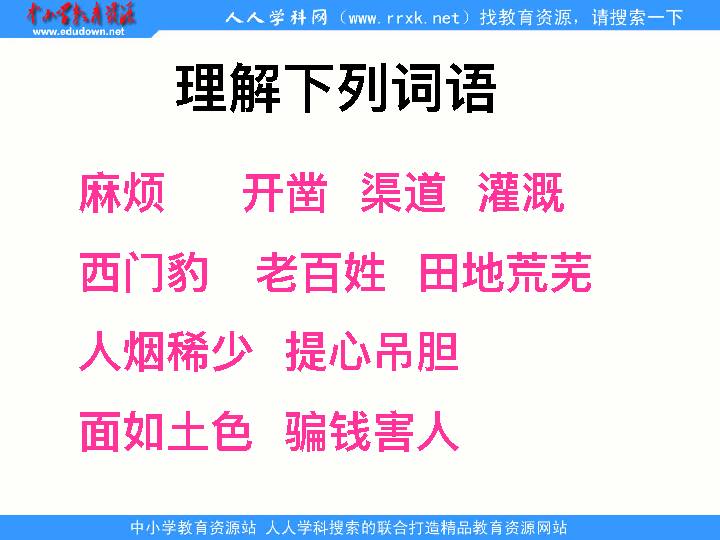 中小学教育资源
www.edudown.net
人人学科网（www.rrxk.net）找教育资源，请搜索一下
理解下列词语
麻烦 开凿 渠道 灌溉
西门豹 老百姓 田地荒芜
人烟稀少 提心吊胆
面如土色 骗钱害人
中小学教育资源站 人人学科搜索的联合打造精品教育资源网站